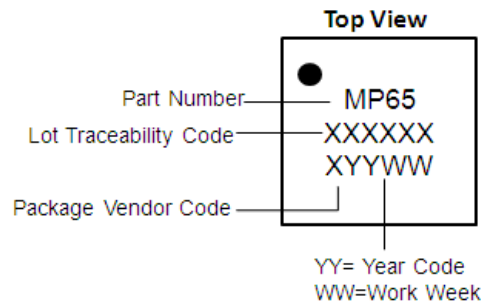 Top View
Part Number
MP65
Lot Traceability Code
XXXXXX
XYYWW
Package Vendor Code
YY= Year Code
WW=Work Week